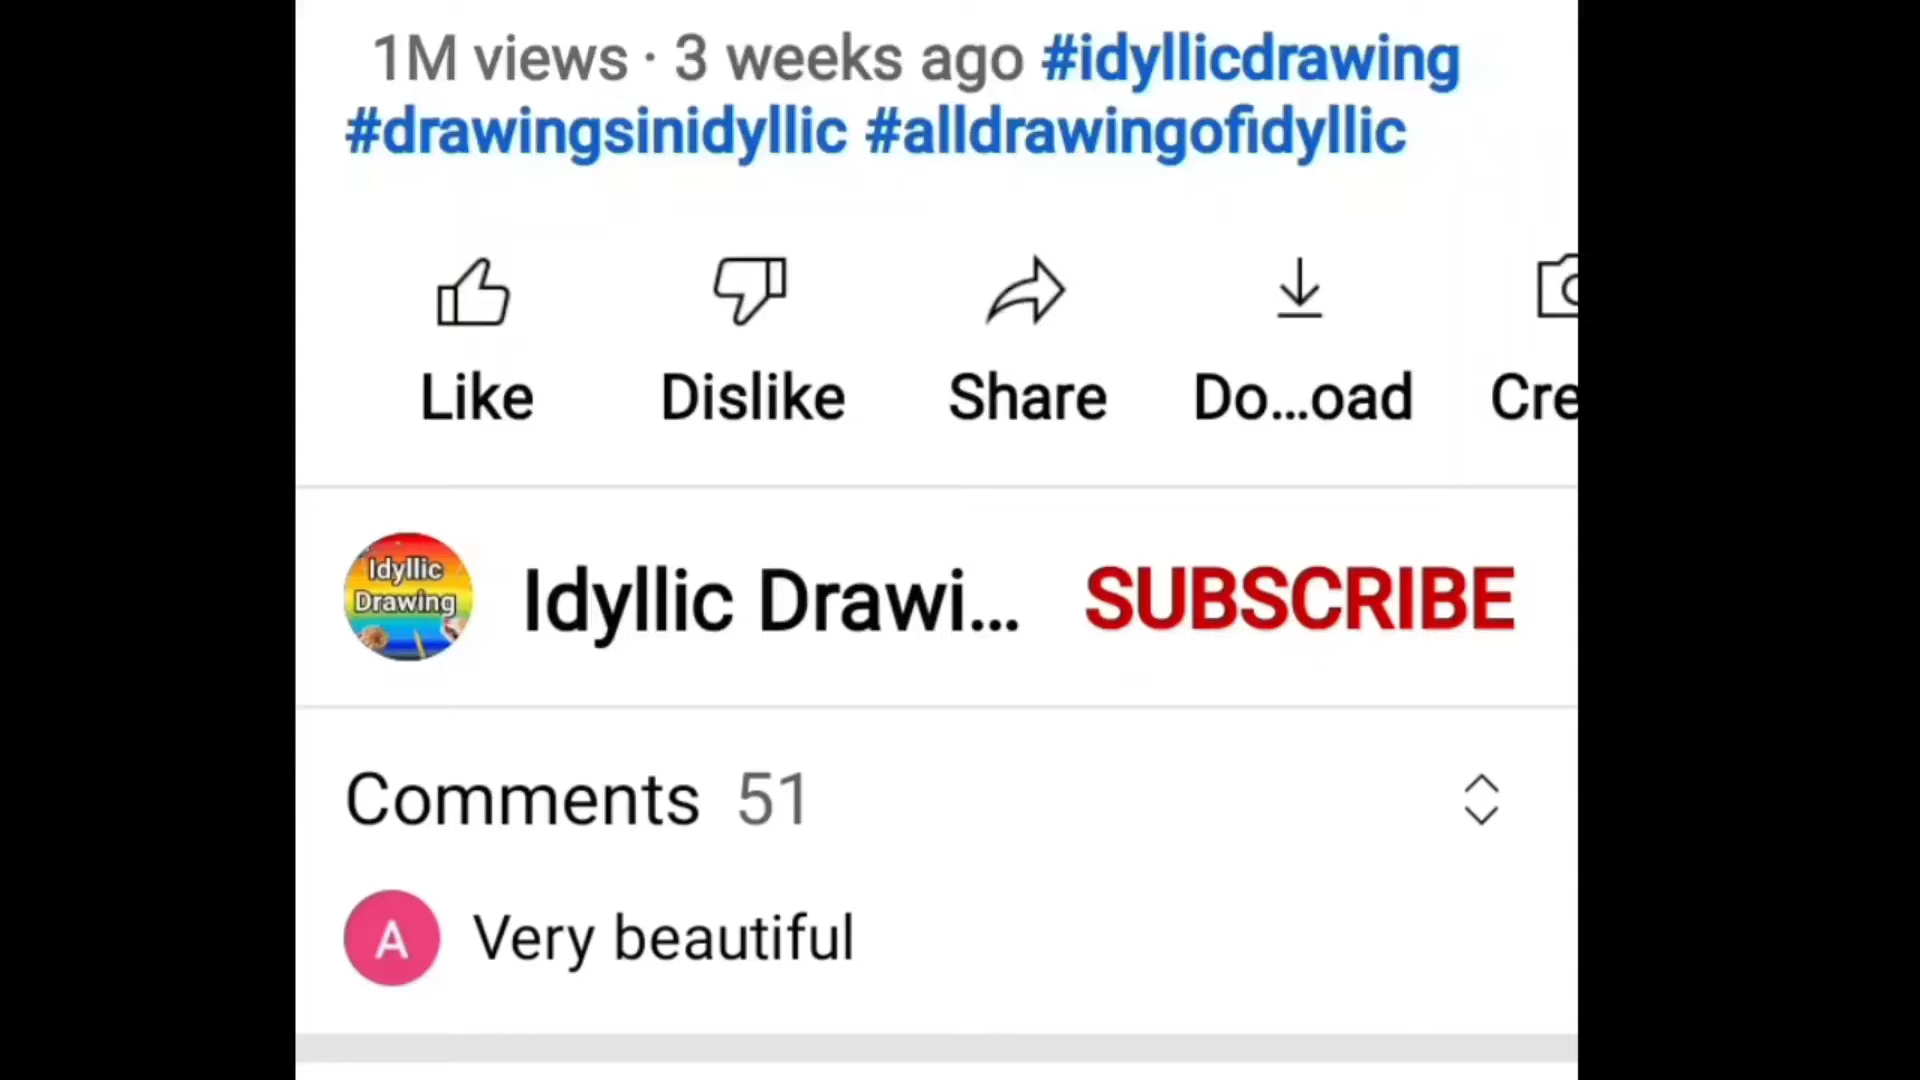 1M views · 3 weeks ago #idyllicdrawing
#drawingsinidyllic #alldrawingofidyllic
Like Dislike Share Do...oad Cre
Idyllic
Drawing
Idyllic Drawi... SUBSCRIBE
Comments 51
A Very beautiful